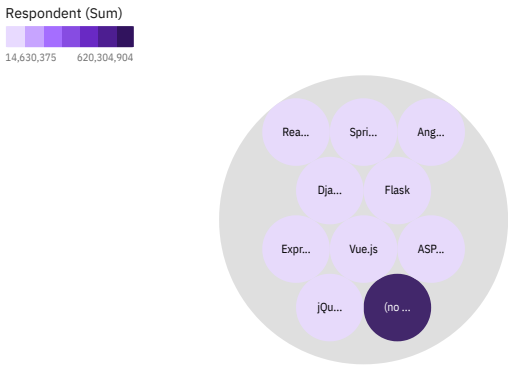 Respondent (Sum)
14,630,375 620,304,904
Rea... Spri... Ang...
Dja... Flask
Expr... Vue.js ASP...
jQu... (no ...